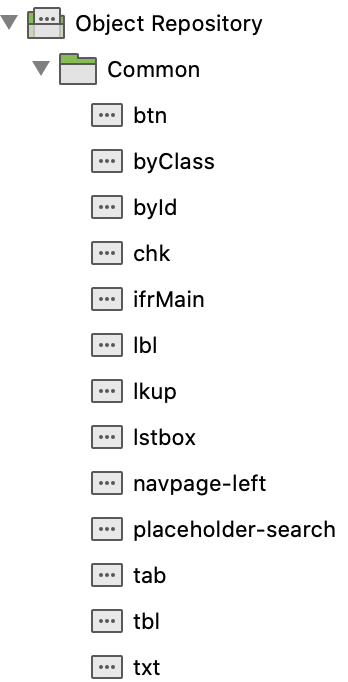 Object Repository
Common
btn
byClass
byId
chk
ifrMain
lbl
lkup
lstbox
navpage-left
placeholder-search
tab
tbl
txt